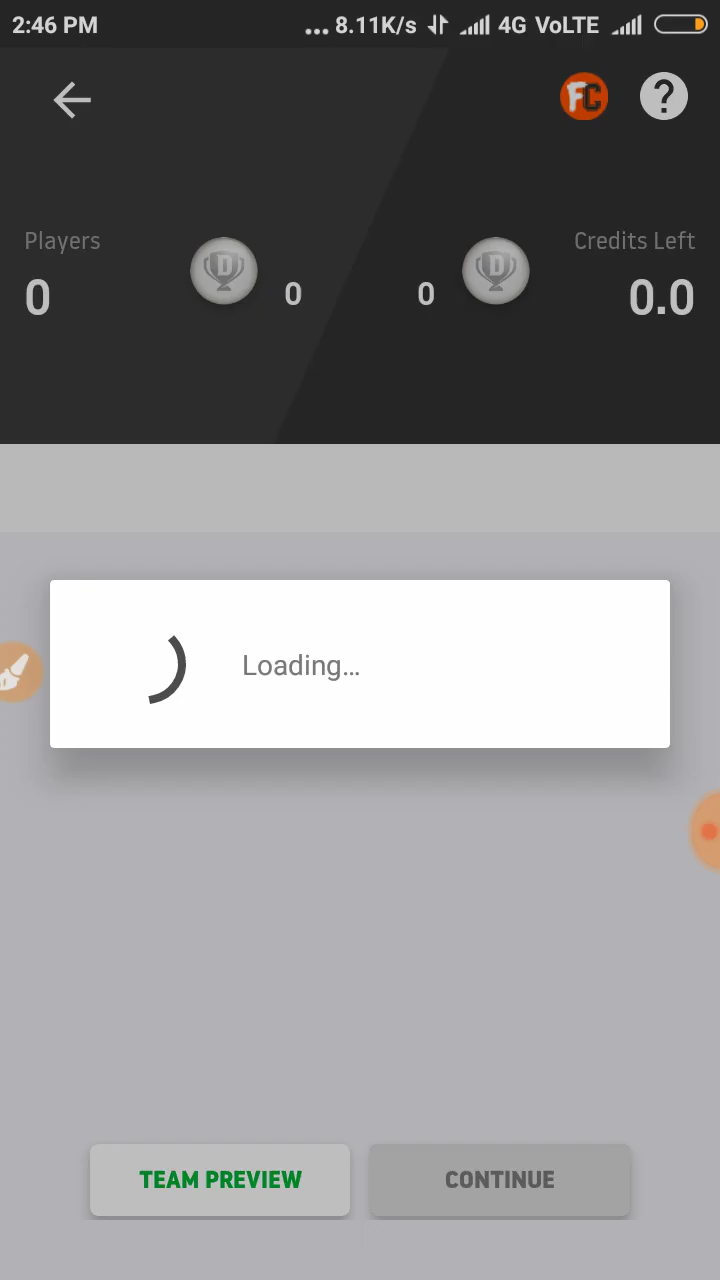 2:46 PM ... 8.11K/s 4G VoLTE
FC ?
Players Credits Left
D D
0 0 0 0.0
Loading...
TEAM PREVIEW CONTINUE